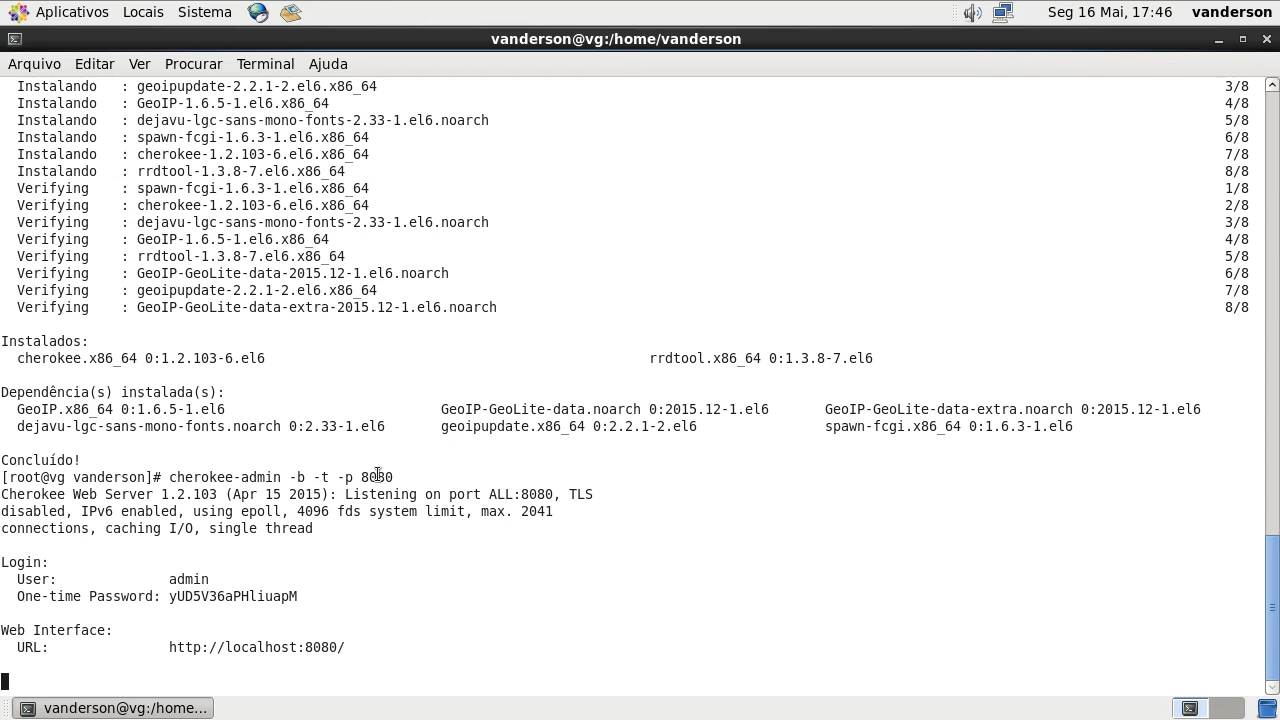 Aplicativos Locais Sistema Seg 16 Mai, 17:46 vanderson
vanderson@vg:/home/vanderson
Arquivo Editar Ver Procurar Terminal Ajuda
Instalando : geoipupdate-2.2.1-2.el6.x86_64 3/8
Instalando : GeoIP-1.6.5-1.el6.x86_64 4/8
Instalando : dejavu-lgc-sans-mono-fonts-2.33-1.el6.noarch 5/8
Instalando : spawn-fcgi-1.6.3-1.el6.x86_64 6/8
Instalando : cherokee-1.2.103-6.el6.x86_64 7/8
Instalando : rrdtool-1.3.8-7.el6.x86_64 8/8
Verifying : spawn-fcgi-1.6.3-1.el6.x86_64 1/8
Verifying : cherokee-1.2.103-6.el6.x86_64 2/8
Verifying : dejavu-lgc-sans-mono-fonts-2.33-1.el6.noarch 3/8
Verifying : GeoIP-1.6.5-1.el6.x86_64 4/8
Verifying : rrdtool-1.3.8-7.el6.x86_64 5/8
Verifying : GeoIP-GeoLite-data-2015.12-1.el6.noarch 6/8
Verifying : geoipupdate-2.2.1-2.el6.x86_64 7/8
Verifying : GeoIP-GeoLite-data-extra-2015.12-1.el6.noarch 8/8
Instalados:
cherokee.x86_64 0:1.2.103-6.el6 rrdtool.x86_64 0:1.3.8-7.el6
Dependência(s) instalada(s):
GeoIP.x86_64 0:1.6.5-1.el6 GeoIP-GeoLite-data.noarch 0:2015.12-1.el6 GeoIP-GeoLite-data-extra.noarch 0:2015.12-1.el6
dejavu-lgc-sans-mono-fonts.noarch 0:2.33-1.el6 geoipupdate.x86_64 0:2.2.1-2.el6 spawn-fcgi.x86_64 0:1.6.3-1.el6
Concluído!
[root@vg vanderson]# cherokee-admin -b -t -p 8080
Cherokee Web Server 1.2.103 (Apr 15 2015): Listening on port ALL:8080, TLS
disabled, IPv6 enabled, using epoll, 4096 fds system limit, max. 2041
connections, caching I/O, single thread
Login:
User: admin
One-time Password: yUD5V36aPHliuapM
Web Interface:
URL: http://localhost:8080/
vanderson@vg:/home...